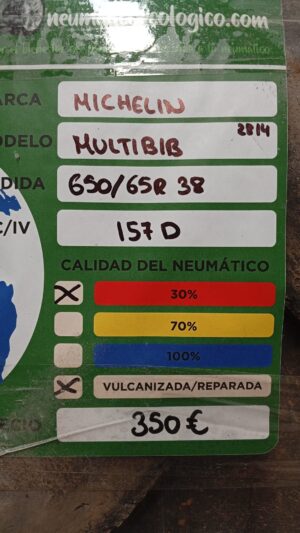 neumaticoecologico.com
ARCA MICHELIN
ODELO MULTIBIB 2814
DIDA 650/65R 38
C/IV 157D
CALIDAD DEL NEUMÁTICO
X 30%
70%
100%
X VULCANIZADA/REPARADA
ECIO 350€